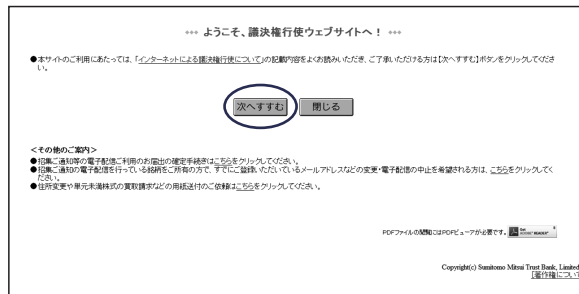 *** ようこそ、議決権行使ウェブサイトへ！ ***
●本サイトのご利用にあたっては、「インターネットによる議決権行使について」の記載内容をよくお読みいただき、ご了承いただける方は【次へすすむ】ボタンをクリックしてくださ
い。
次へすすむ 閉じる
＜その他のご案内＞
●招集ご通知等の電子配信ご利用のお届出の確定手続きはこちらをクリックしてください。
●招集ご通知の電子配信を行っている銘柄をご所有の方で、すでにご登録いただいているメールアドレスなどの変更・電子配信の中止を希望される方は、こちらをクリックしてく
ださい。
●住所変更や単元未満株式の買取請求などの用紙送付のご依頼はこちらをクリックしてください。
PDFファイルの閲覧にはPDFビューアが必要です。 Get ADOBE READER
Copyright(c) Sumitomo Mitsui Trust Bank, Limited
[著作権につい